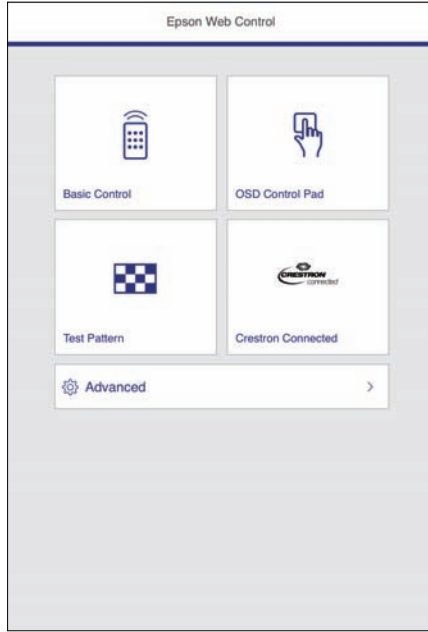 Epson Web Control
Basic Control
OSD Control Pad
CRESTRON
connected
Test Pattern
Crestron Connected
Advanced